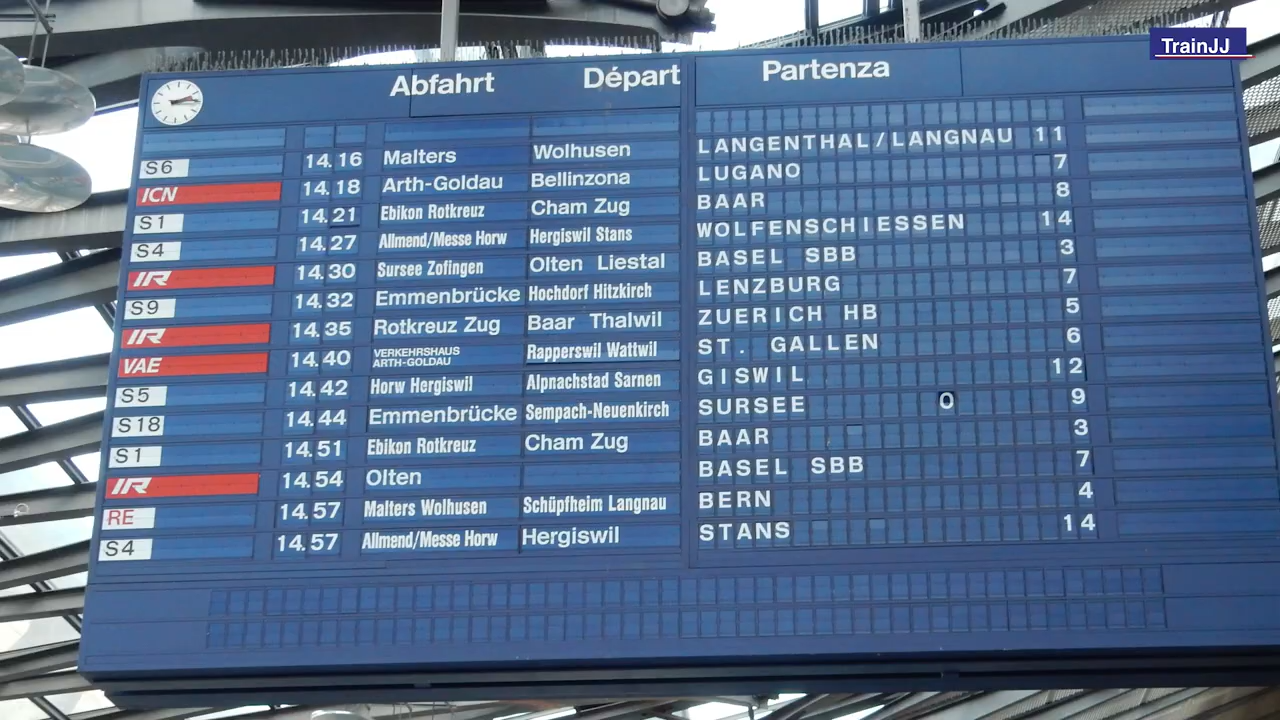 TrainJJ
Abfahrt Départ Partenza
S6 14.16 Malters Wolhusen LANGENTHAL/LANGNAU 11
ICN 14.18 Arth-Goldau Bellinzona LUGANO 7
S1 14.21 Ebikon Rotkreuz Cham Zug BAAR 8
S4 14.27 Allmend/Messe Horw Hergiswil Stans WOLFENSCHIESSEN 14
IR 14.30 Sursee Zofingen Olten Liestal BASEL SBB 3
S9 14.32 Emmenbrücke Hochdorf Hitzkirch LENZBURG 7
IR 14.35 Rotkreuz Zug Baar Thalwil ZUERICH HB 5
VAE 14.40 VERKEHRSHAUS ARTH-GOLDAU Rapperswil Wattwil ST. GALLEN 6
S5 14.42 Horw Hergiswil Alpnachstad Sarnen GISWIL 12
S18 14.44 Emmenbrücke Sempach-Neuenkirch SURSEE O 9
S1 14.51 Ebikon Rotkreuz Cham Zug BAAR 3
IR 14.54 Olten BASEL SBB 7
RE 14.57 Malters Wolhusen Schüpfheim Langnau BERN 4
S4 14.57 Allmend/Messe Horw Hergiswil STANS 14